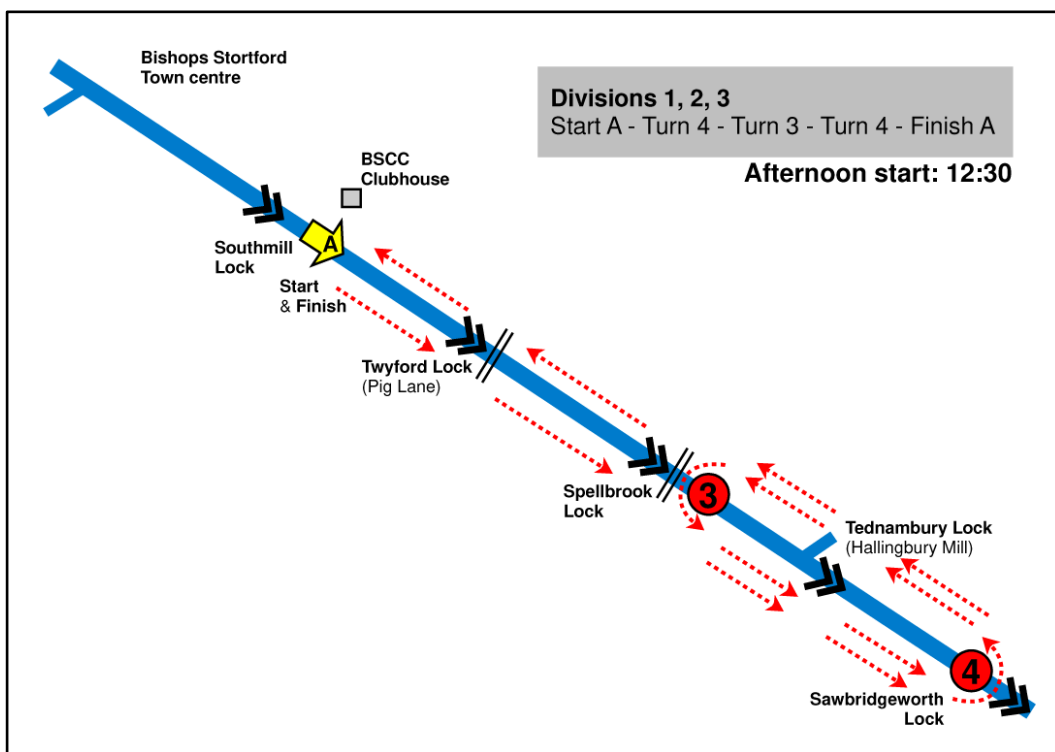 Bishops Stortford
Town centre
Divisions 1, 2, 3
Start A - Turn 4 - Turn 3 - Turn 4 - Finish A
Afternoon start: 12:30
BSCC
Clubhouse
A
Southmill
Lock
Start
& Finish
Twyford Lock
(Pig Lane)
Spellbrook
Lock
3
Tednambury Lock
(Hallingbury Mill)
4
Sawbridgeworth
Lock